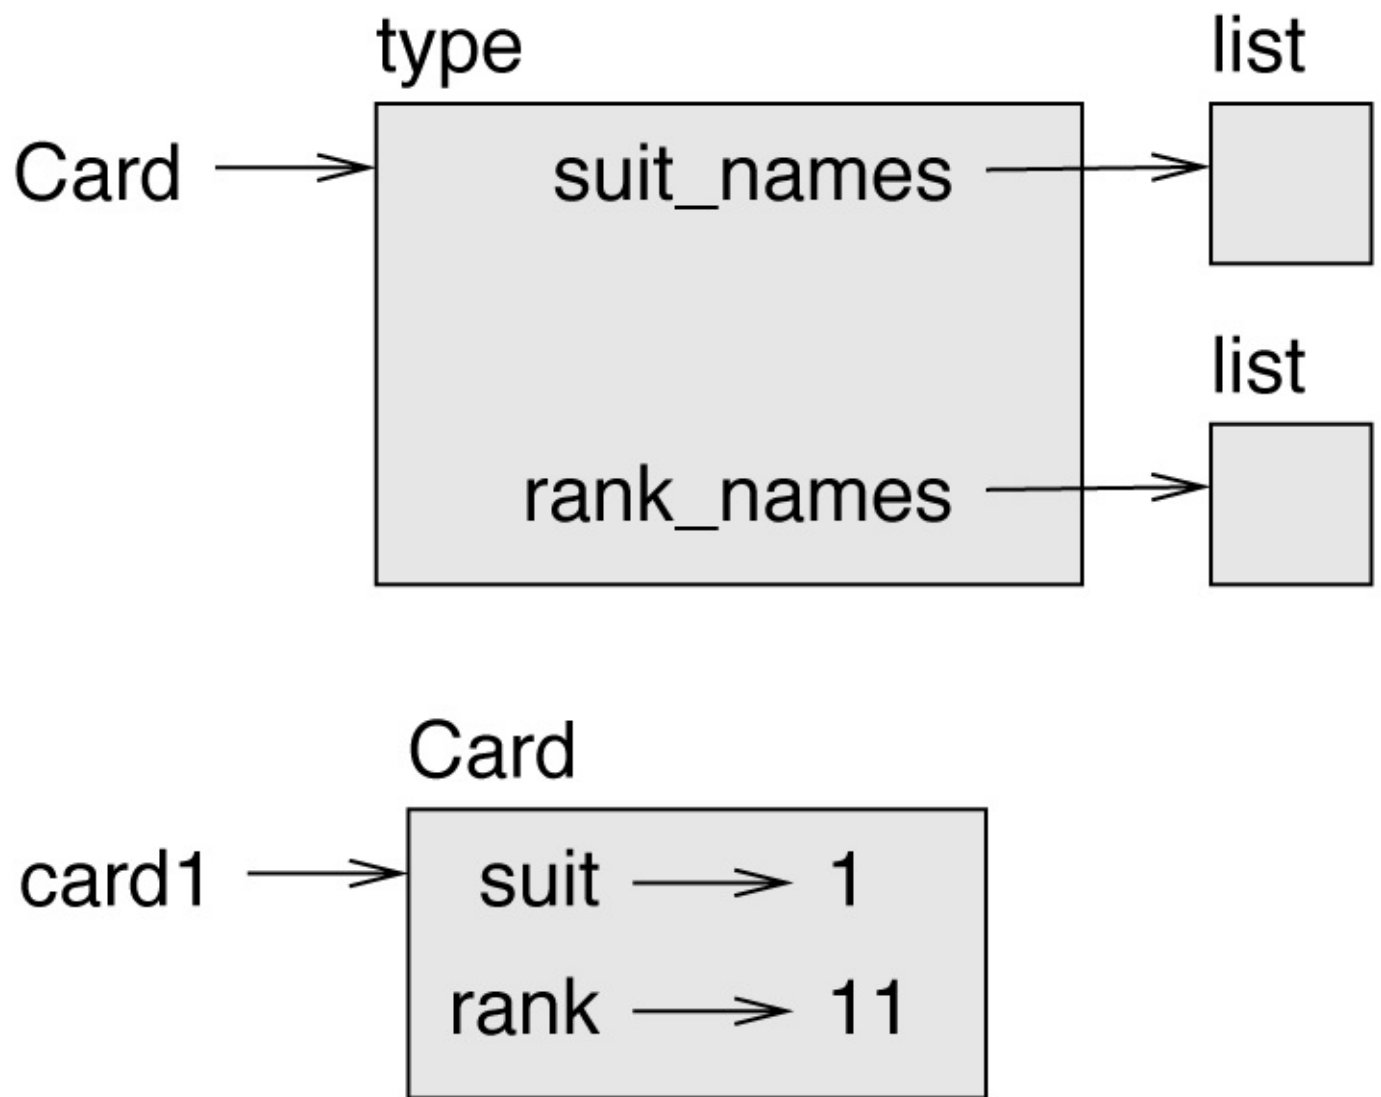 type list
Card suit_names
list
rank_names
Card
card1 suit 1
rank 11